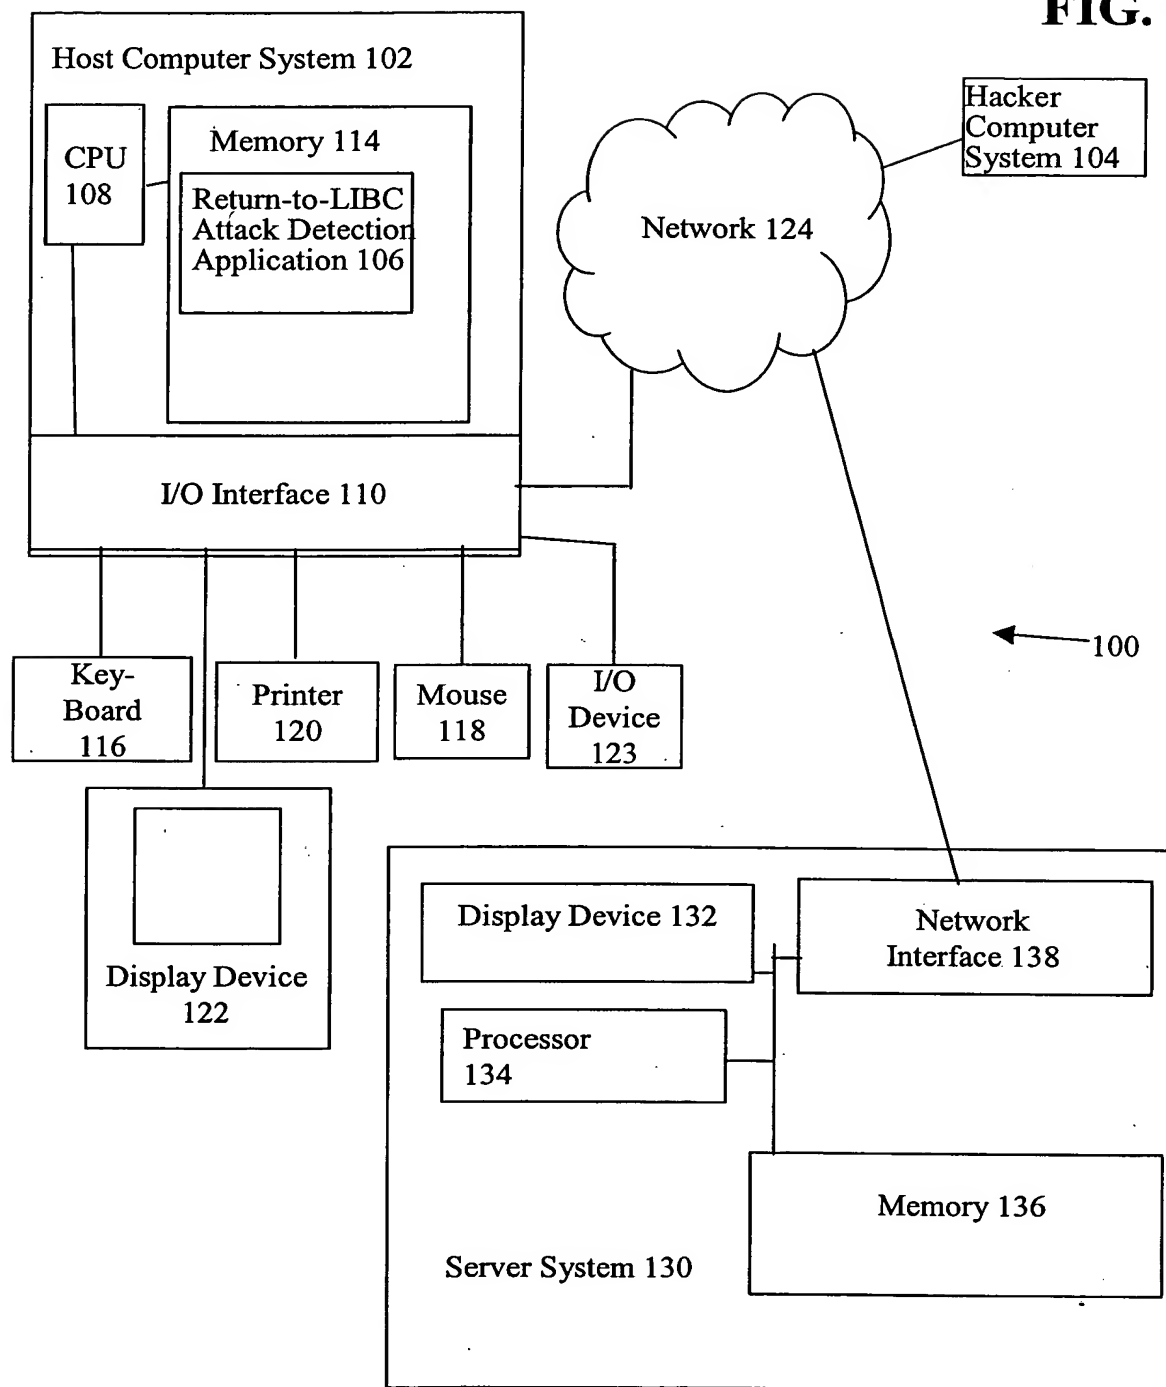 FIG.
Host Computer System 102
CPU
108
Memory 114
Return-to-LIBC
Attack Detection
Application 106
Hacker
Computer
System 104
Network 124
I/O Interface 110
100
Key-
Board
116
Printer
120
Mouse
118
I/O
Device
123
Display Device
122
Display Device 132
Network
Interface 138
Processor
134
Memory 136
Server System 130